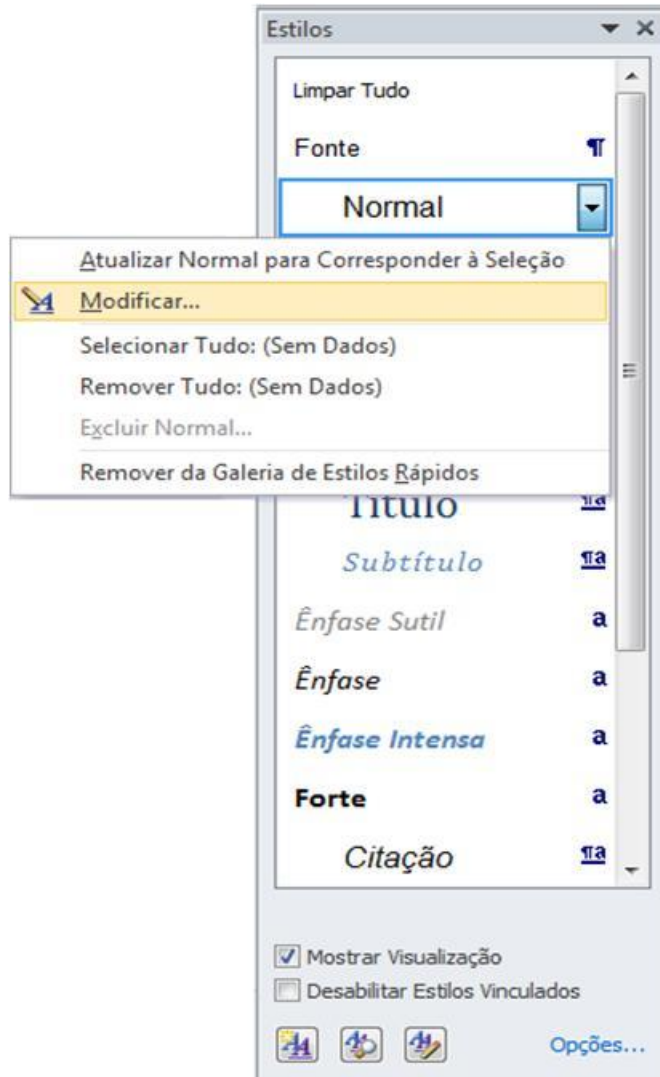 Estilos
Limpar Tudo
Fonte ¶
Normal
Atualizar Normal para Corresponder à Seleção
Modificar...
Selecionar Tudo: (Sem Dados)
Remover Tudo: (Sem Dados)
Excluir Normal...
Remover da Galeria de Estilos Rápidos
Título ¶a
Subtítulo ¶a
Ênfase Sutil a
Ênfase a
Ênfase Intensa a
Forte a
Citação ¶a
Mostrar Visualização
Desabilitar Estilos Vinculados
Opções...